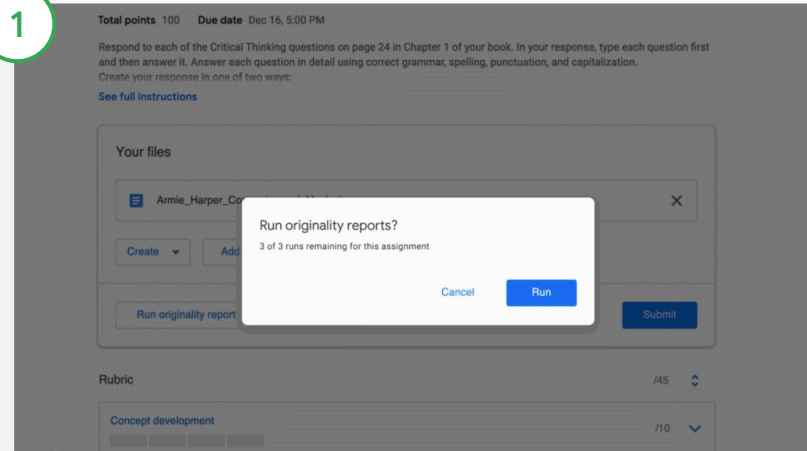 1
Total points 100 Due date Dec 16, 5:00 PM
Respond to each of the Critical Thinking questions on page 24 in Chapter 1 of your book. In your response, type each question first
and then answer it. Answer each question in detail using correct grammar, spelling, punctuation, and capitalization.
Create your response in one of two ways:
See full instructions
Your files
Armie_Harper_
Run originality reports?
3 of 3 runs remaining for this assignment
Create Add
Cancel Run
Run originality report Submit
Rubric /45
Concept development /10